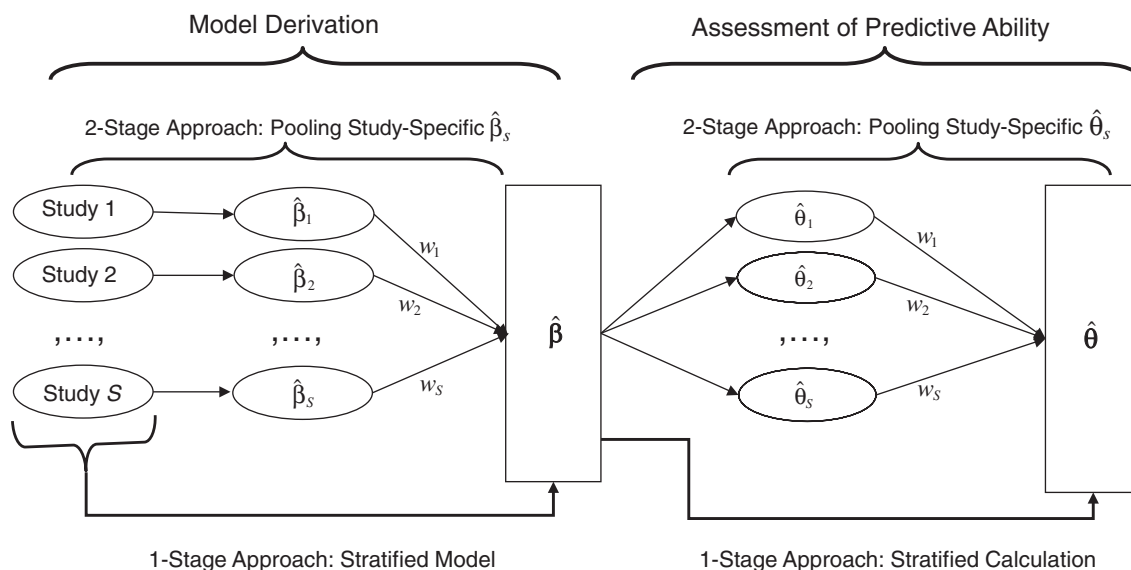 Model Derivation
Assessment of Predictive Ability
2-Stage Approach: Pooling Study-Specific β̂s
2-Stage Approach: Pooling Study-Specific θ̂s
Study 1
β̂1
w1
θ̂1
w1
Study 2
β̂2
w2
θ̂2
w2
,...,
,...,
β̂
,...,
θ̂
Study S
β̂S
wS
θ̂S
wS
1-Stage Approach: Stratified Model
1-Stage Approach: Stratified Calculation